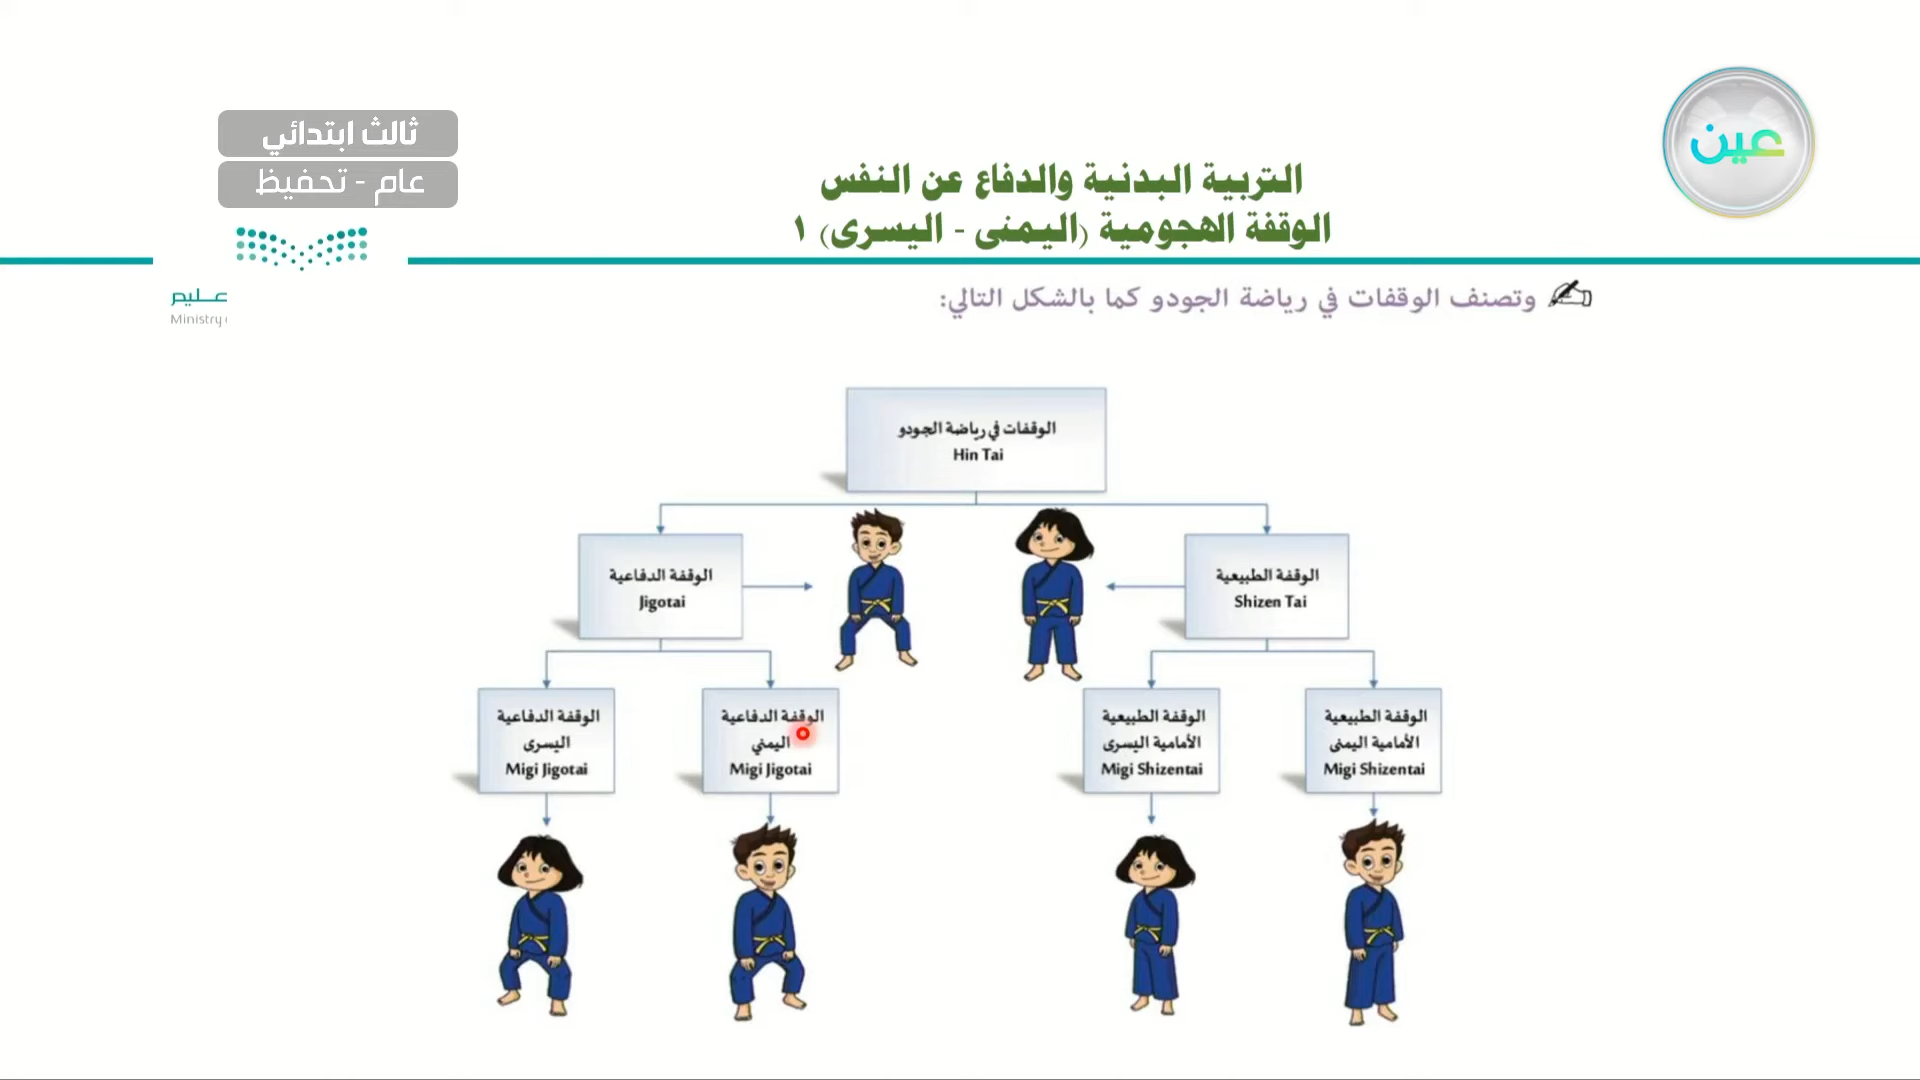 ثالث ابتدائي
عام - تحفيظ
عين
التربية البدنية والدفاع عن النفس
الوقفة الهجومية (اليمنى - اليسرى) ١
Ministry
وتصنف الوقفات في رياضة الجودو كما بالشكل التالي:
الوقفات في رياضة الجودو
Hin Tai
الوقفة الطبيعية
Shizen Tai
الوقفة الدفاعية
Jigotai
الوقفة الطبيعية
الأمامية اليمنى
Migi Shizentai
الوقفة الطبيعية
الأمامية اليسرى
Migi Shizentai
الوقفة الدفاعية
اليمني
Migi Jigotai
الوقفة الدفاعية
اليسرى
Migi Jigotai